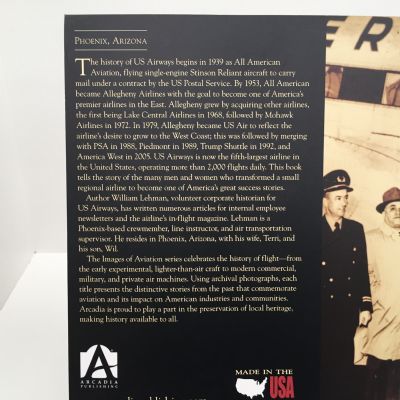 ER
PHOENIX, ARIZONA
The history of US Airways begins in 1939 as All American
Aviation, flying single-engine Stinson Reliant aircraft to carry
mail under a contract by the US Postal Service. By 1953, All American
became Allegheny Airlines with the goal to become one of America's
premier airlines in the East. Allegheny grew by acquiring other airlines,
the first being Lake Central Airlines in 1968, followed by Mohawk
Airlines in 1972. In 1979, Allegheny became US Air to reflect the
airline's desire to grow to the West Coast; this was followed by merging
with PSA in 1988, Piedmont in 1989, Trump Shuttle in 1992, and
America West in 2005. US Airways is now the fifth-largest airline in
the United States, operating more than 2,000 flights daily. This book
tells the story of the many men and women who transformed a small
regional airline to become one of America's great success stories.
Author William Lehman, volunteer corporate historian for
US Airways, has written numerous articles for internal employee
newsletters and the airline's in-flight magazine. Lehman is a
Phoenix-based crewmember, line instructor, and air transportation
supervisor. He resides in Phoenix, Arizona, with his wife, Terri, and
his son, Wil.
The Images of Aviation series celebrates the history of flight—from
the early experimental, lighter-than-air craft to modern commercial,
military, and private air machines. Using archival photographs, each
title presents the distinctive stories from the past that commemorate
aviation and its impact on American industries and communities.
Arcadia is proud to play a part in the preservation of local heritage,
making history available to all.
A
ARCADIA
PUBLISHING
MADE IN THE
USA